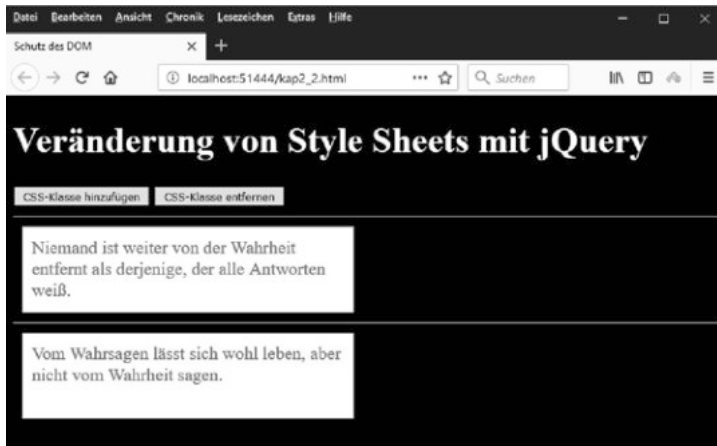 Datei Bearbeiten Ansicht Chronik Lesezeichen Extras Hilfe
Schutz des DOM
localhost:51444/kap2_2.html
Suchen
Veränderung von Style Sheets mit jQuery
CSS-Klasse hinzufügen CSS-Klasse entfernen
Niemand ist weiter von der Wahrheit
entfernt als derjenige, der alle Antworten
weiß.
Vom Wahrsagen lässt sich wohl leben, aber
nicht vom Wahrheit sagen.